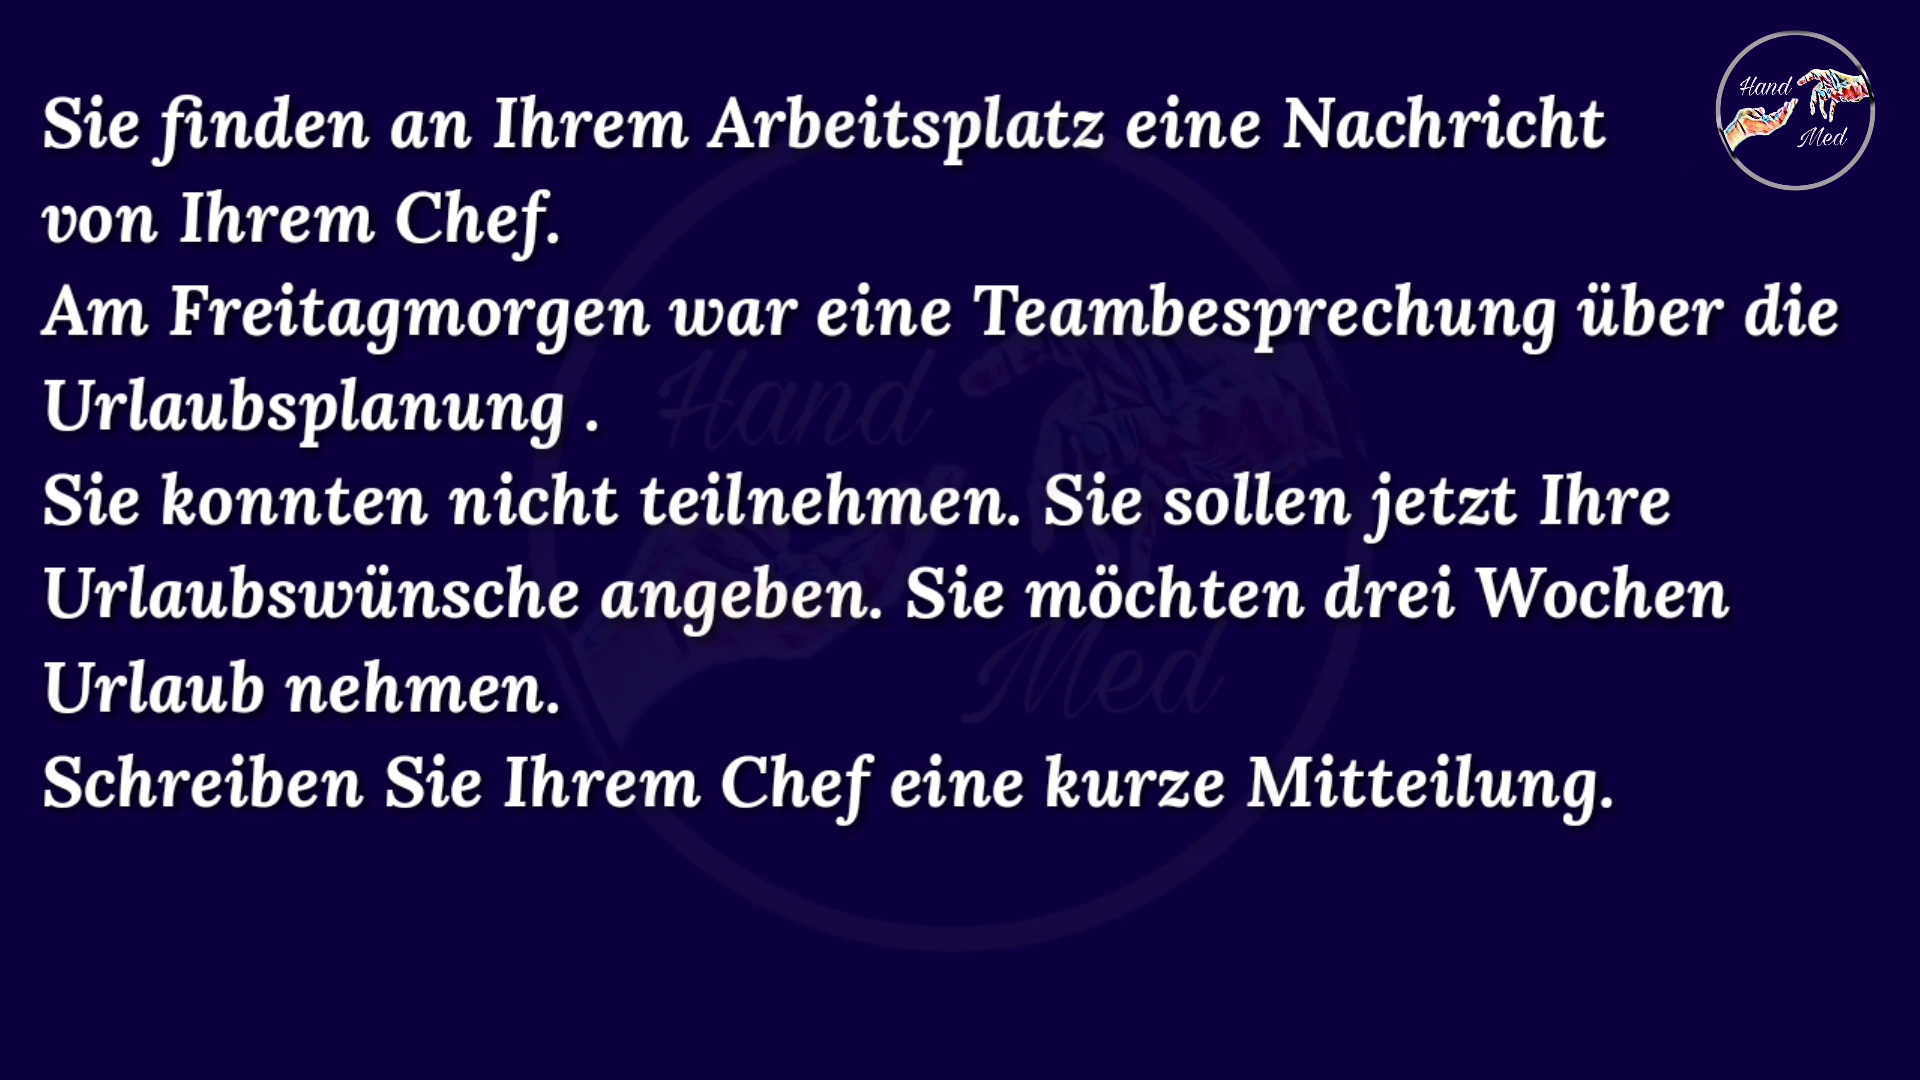 Hand
Med
Sie finden an Ihrem Arbeitsplatz eine Nachricht
von Ihrem Chef.
Am Freitagmorgen war eine Teambesprechung über die
Urlaubsplanung .
Sie konnten nicht teilnehmen. Sie sollen jetzt Ihre
Urlaubswünsche angeben. Sie möchten drei Wochen
Urlaub nehmen.
Schreiben Sie Ihrem Chef eine kurze Mitteilung.
Hand
Med